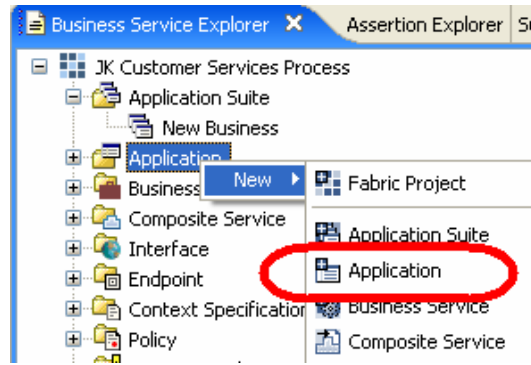 Business Service Explorer Assertion Explorer
JK Customer Services Process
Application Suite
New Business
Application
Business
Composite Service
Interface
Endpoint
Context Specification
Policy
New
Fabric Project
Application Suite
Application
Business Service
Composite Service